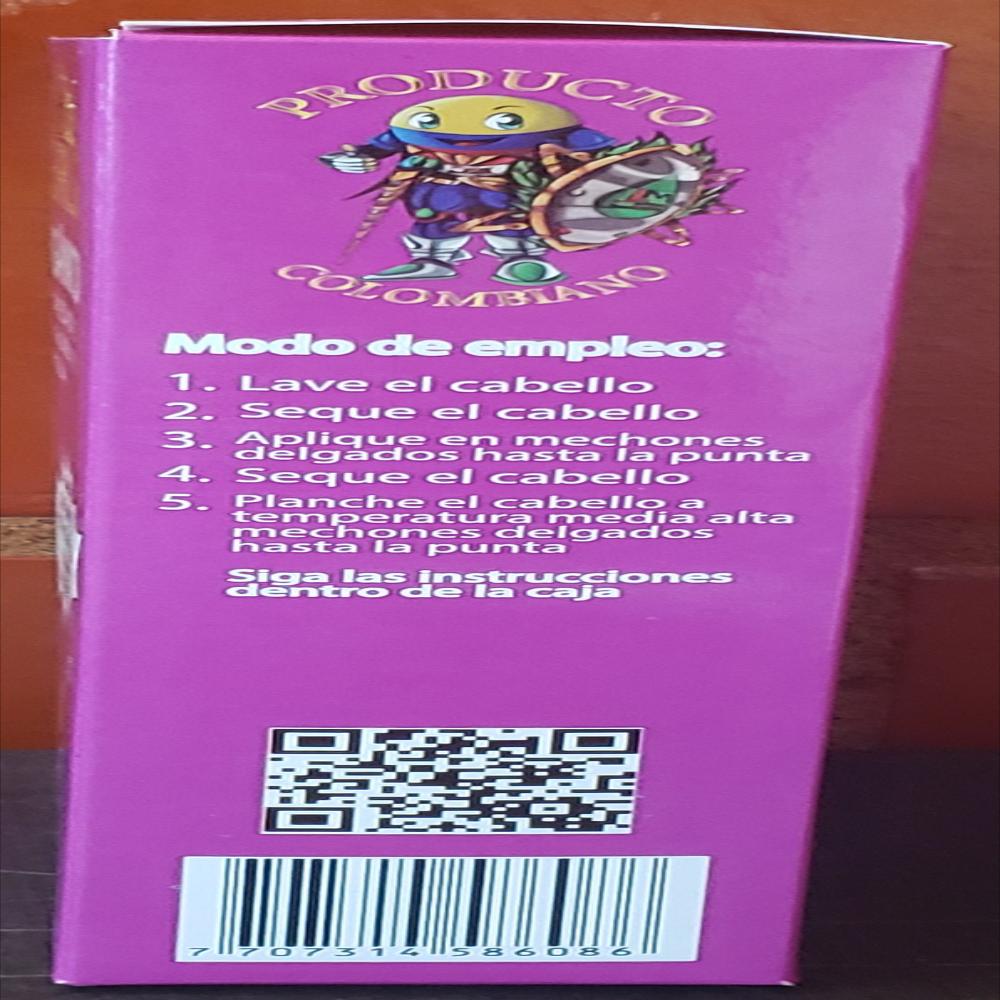 PRODUCTO
COLOMBIANO
Modo de empleo:
1. Lave el cabello
2. Seque el cabello
3. Aplique en mechones
delgados hasta la punta
4. Seque el cabello
5. Planche el cabello a
temperatura media alta
mechones delgados
hasta la punta
Siga las instrucciones
dentro de la caja
7 707314 586086